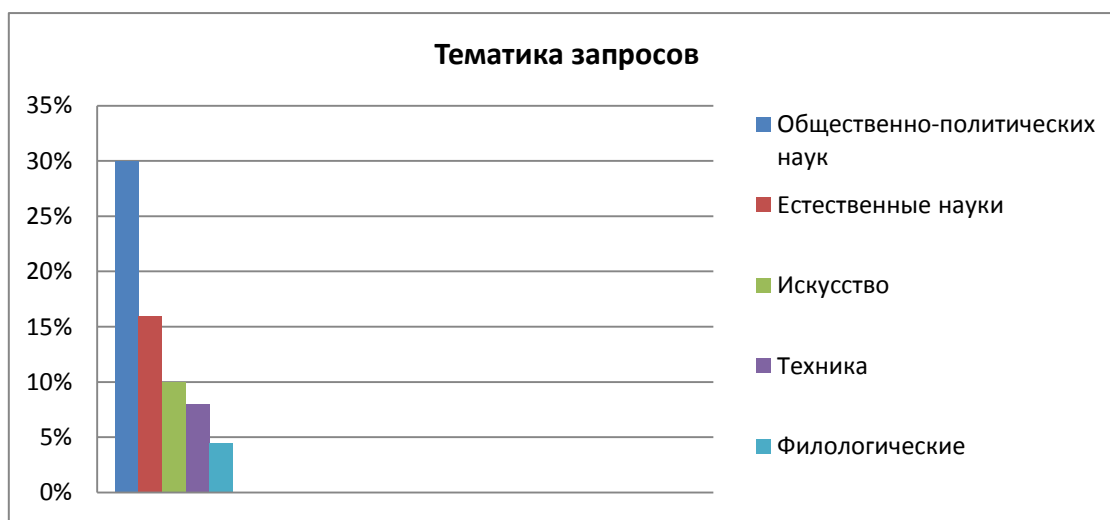 Тематика запросов
35%
30%
25%
20%
15%
10%
5%
0%
Общественно-политических
наук
Естественные науки
Искусство
Техника
Филологические